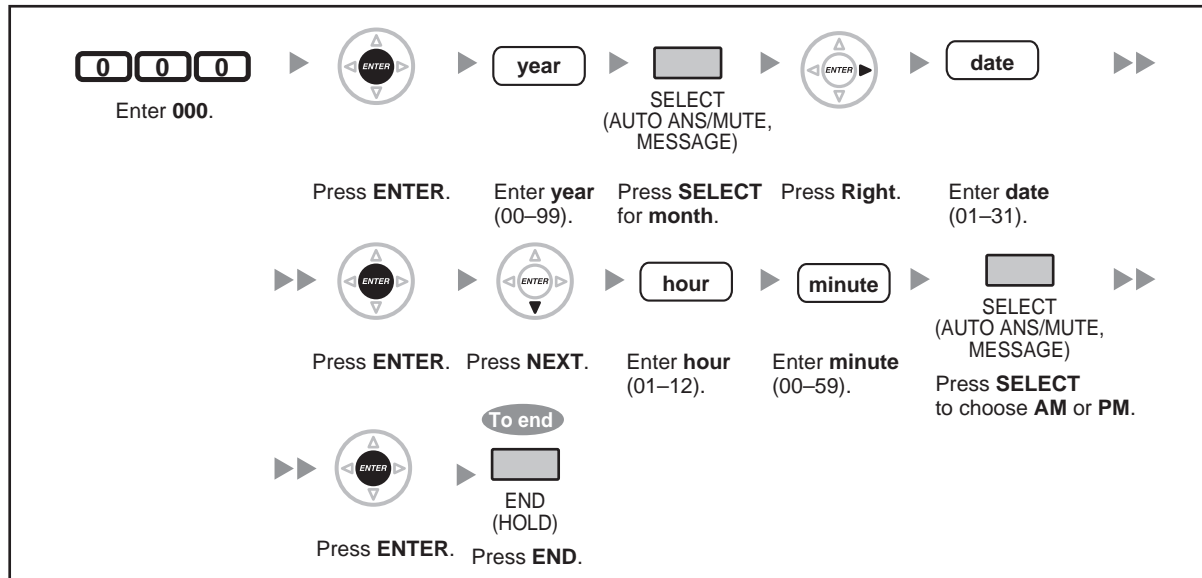 0 0 0
Enter 000.
ENTER
Press ENTER.
year
Enter year
(00–99).
SELECT
(AUTO ANS/MUTE,
MESSAGE)
Press SELECT
for month.
ENTER
Press Right.
date
Enter date
(01–31).
ENTER
Press ENTER.
ENTER
Press NEXT.
hour
Enter hour
(01–12).
minute
Enter minute
(00–59).
SELECT
(AUTO ANS/MUTE,
MESSAGE)
Press SELECT
to choose AM or PM.
ENTER
Press ENTER.
To end
END
(HOLD)
Press END.